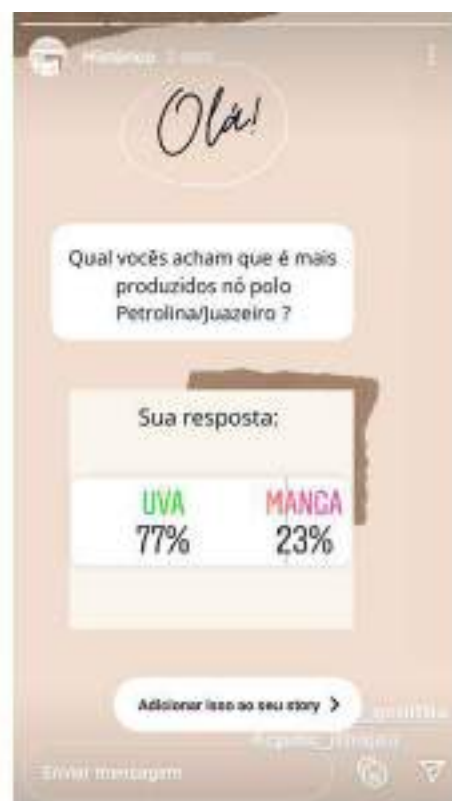 Olá!
Qual vocês acham que é mais
produzidos nó polo
Petrolina/Juazeiro ?
Sua resposta:
UVA MANGA
77% 23%
Adicionar isso ao seu story >
Enviar mensagem